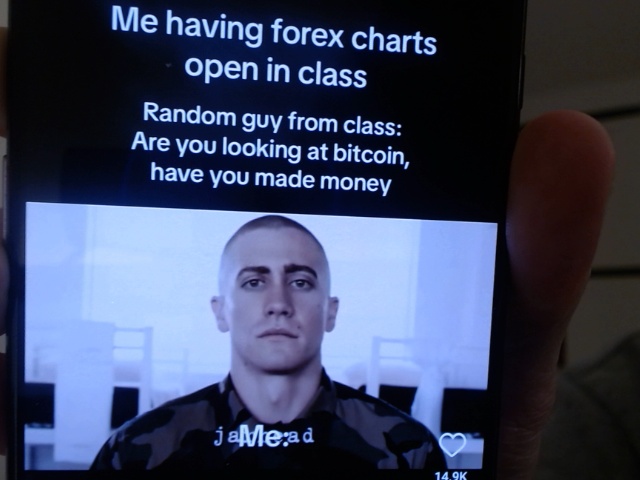 Me having forex charts
open in class
Random guy from class:
Are you looking at bitcoin,
have you made money
Me:
14.9K